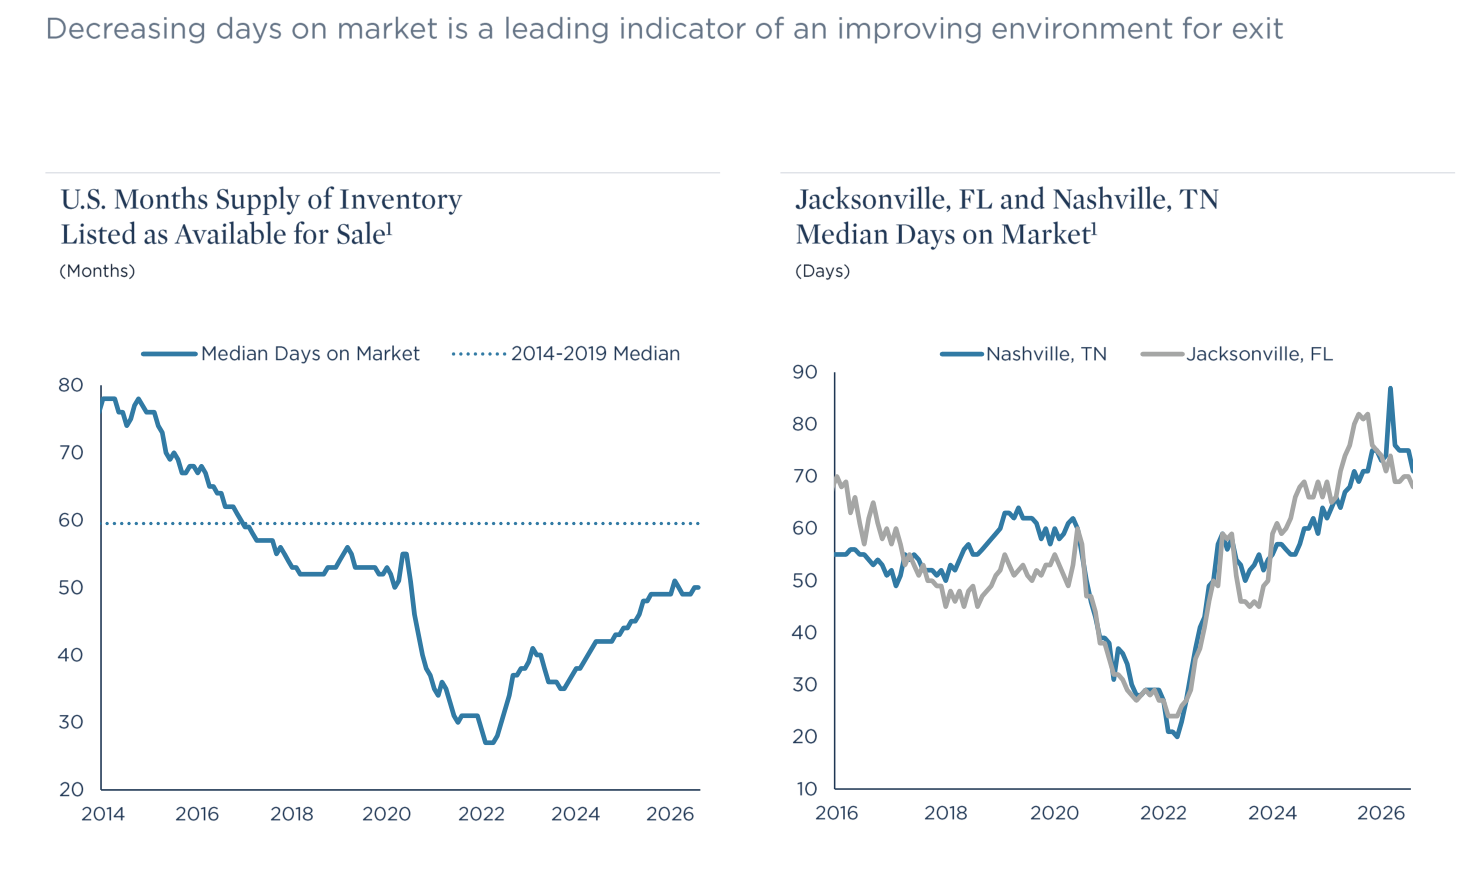 Decreasing days on market is a leading indicator of an improving environment for exit
U.S. Months Supply of Inventory
Listed as Available for Sale¹
(Months)
Median Days on Market
2014-2019 Median
80
70
60
50
40
30
20
2014
2016
2018
2020
2022
2024
2026
Jacksonville, FL and Nashville, TN
Median Days on Market¹
(Days)
Nashville, TN
Jacksonville, FL
90
80
70
60
50
40
30
20
10
2016
2018
2020
2022
2024
2026